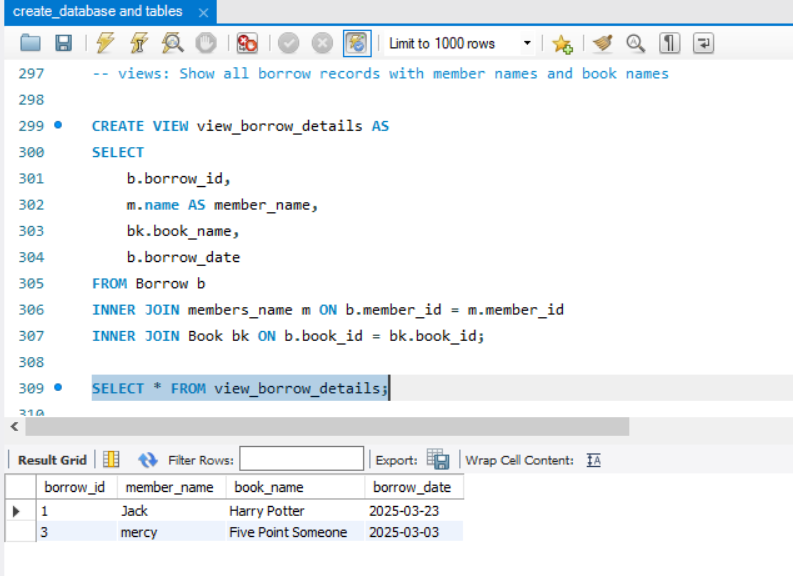 create_database and tables ×
Limit to 1000 rows
297 -- views: Show all borrow records with member names and book names
298
299 CREATE VIEW view_borrow_details AS
300 SELECT
301 b.borrow_id,
302 m.name AS member_name,
303 bk.book_name,
304 b.borrow_date
305 FROM Borrow b
306 INNER JOIN members_name m ON b.member_id = m.member_id
307 INNER JOIN Book bk ON b.book_id = bk.book_id;
308
309 SELECT * FROM view_borrow_details;
310
Result Grid Filter Rows: Export: Wrap Cell Content:
borrow_id member_name book_name borrow_date
1 Jack Harry Potter 2025-03-23
3 mercy Five Point Someone 2025-03-03